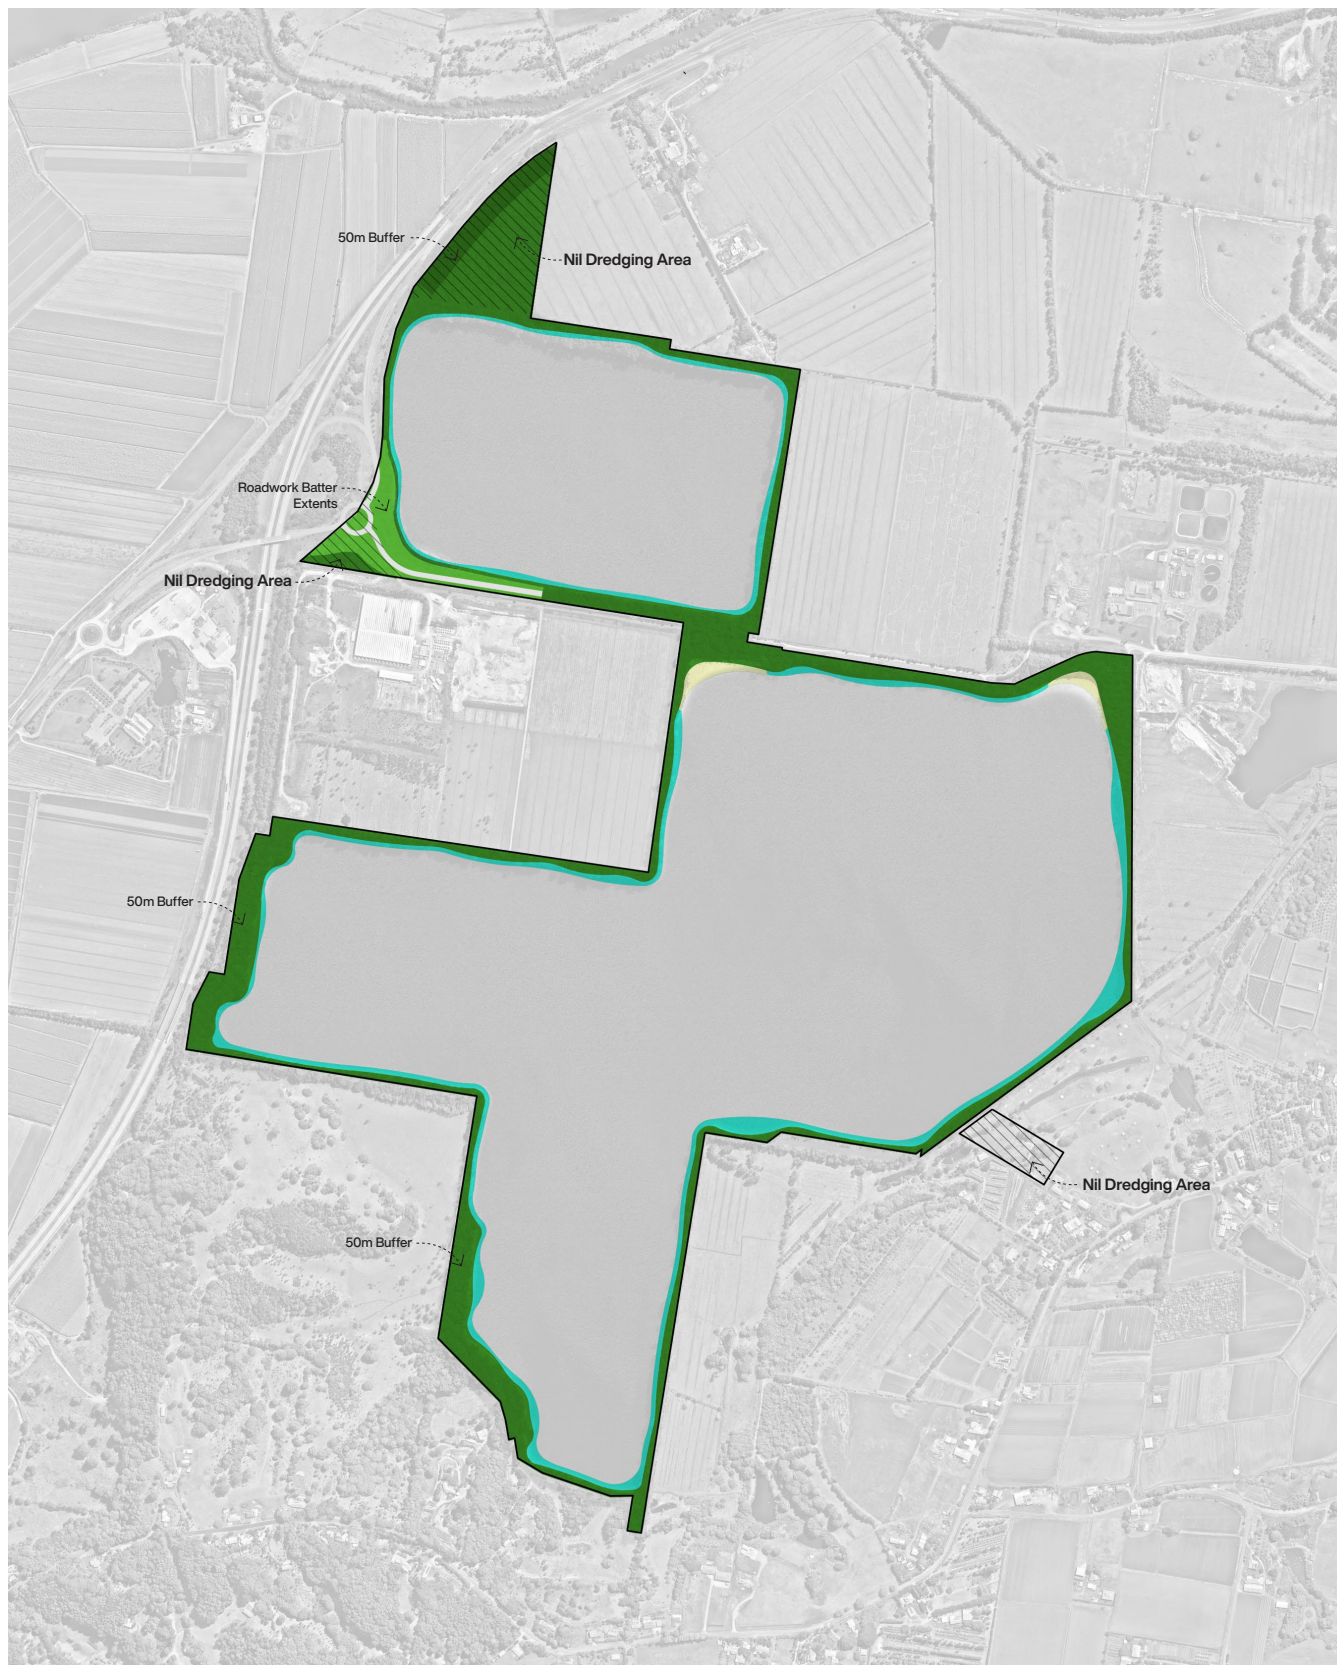 50m Buffer
Nil Dredging Area
Roadwork Batter
Extents
Nil Dredging Area
50m Buffer
Nil Dredging Area
50m Buffer